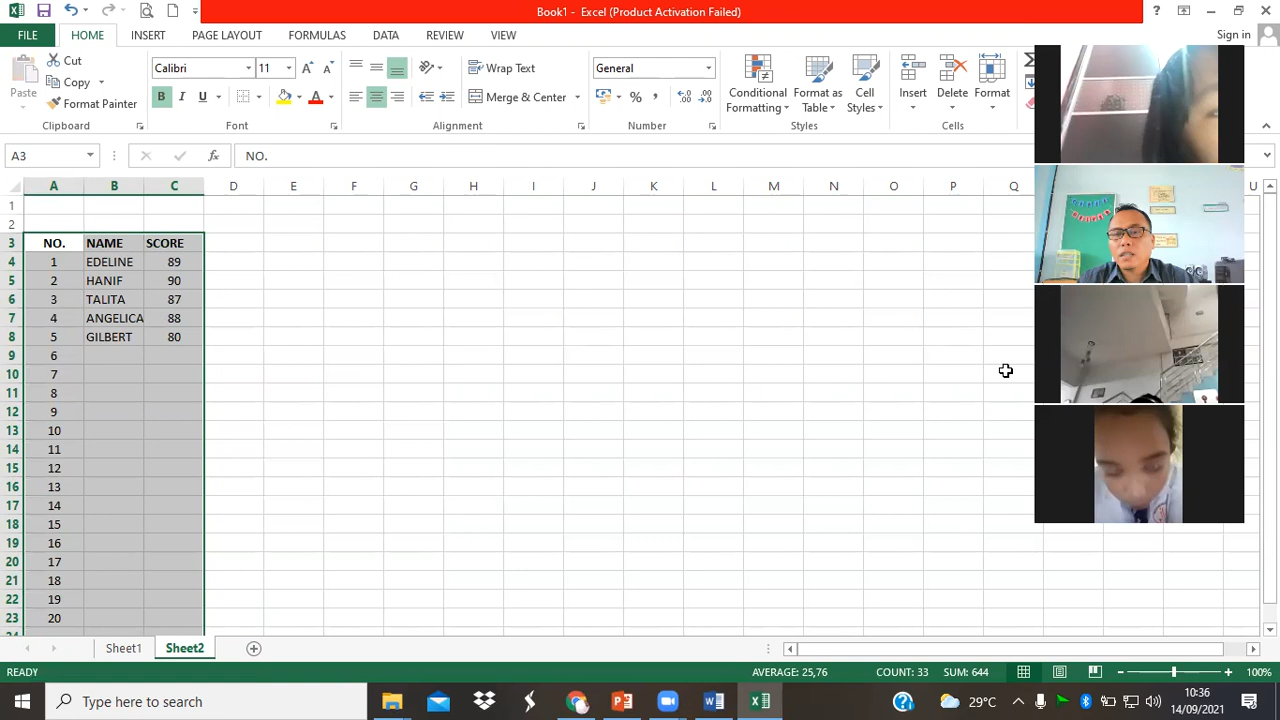 Book1 - Excel (Product Activation Failed)
?
FILE HOME INSERT PAGE LAYOUT FORMULAS DATA REVIEW VIEW Sign in
Paste
Cut
Copy
Format Painter
Clipboard
Calibri 11
B I U
Font
Wrap Text
Merge & Center
Alignment
General
% ,
Number
Conditional Formatting
Format as Table
Cell Styles
Styles
Insert
Delete
Format
Cells
A3 fx NO.
A B C D E F G H I J K L M N O P Q U
1
2
3 NO. NAME SCORE
4 1 EDELINE 89
5 2 HANIF 90
6 3 TALITA 87
7 4 ANGELICA 88
8 5 GILBERT 80
9 6
10 7
11 8
12 9
13 10
14 11
15 12
16 13
17 14
18 15
19 16
20 17
21 18
22 19
23 20
Sheet1 Sheet2
READY AVERAGE: 25,76 COUNT: 33 SUM: 644 100%
Type here to search
29°C
10:36
14/09/2021